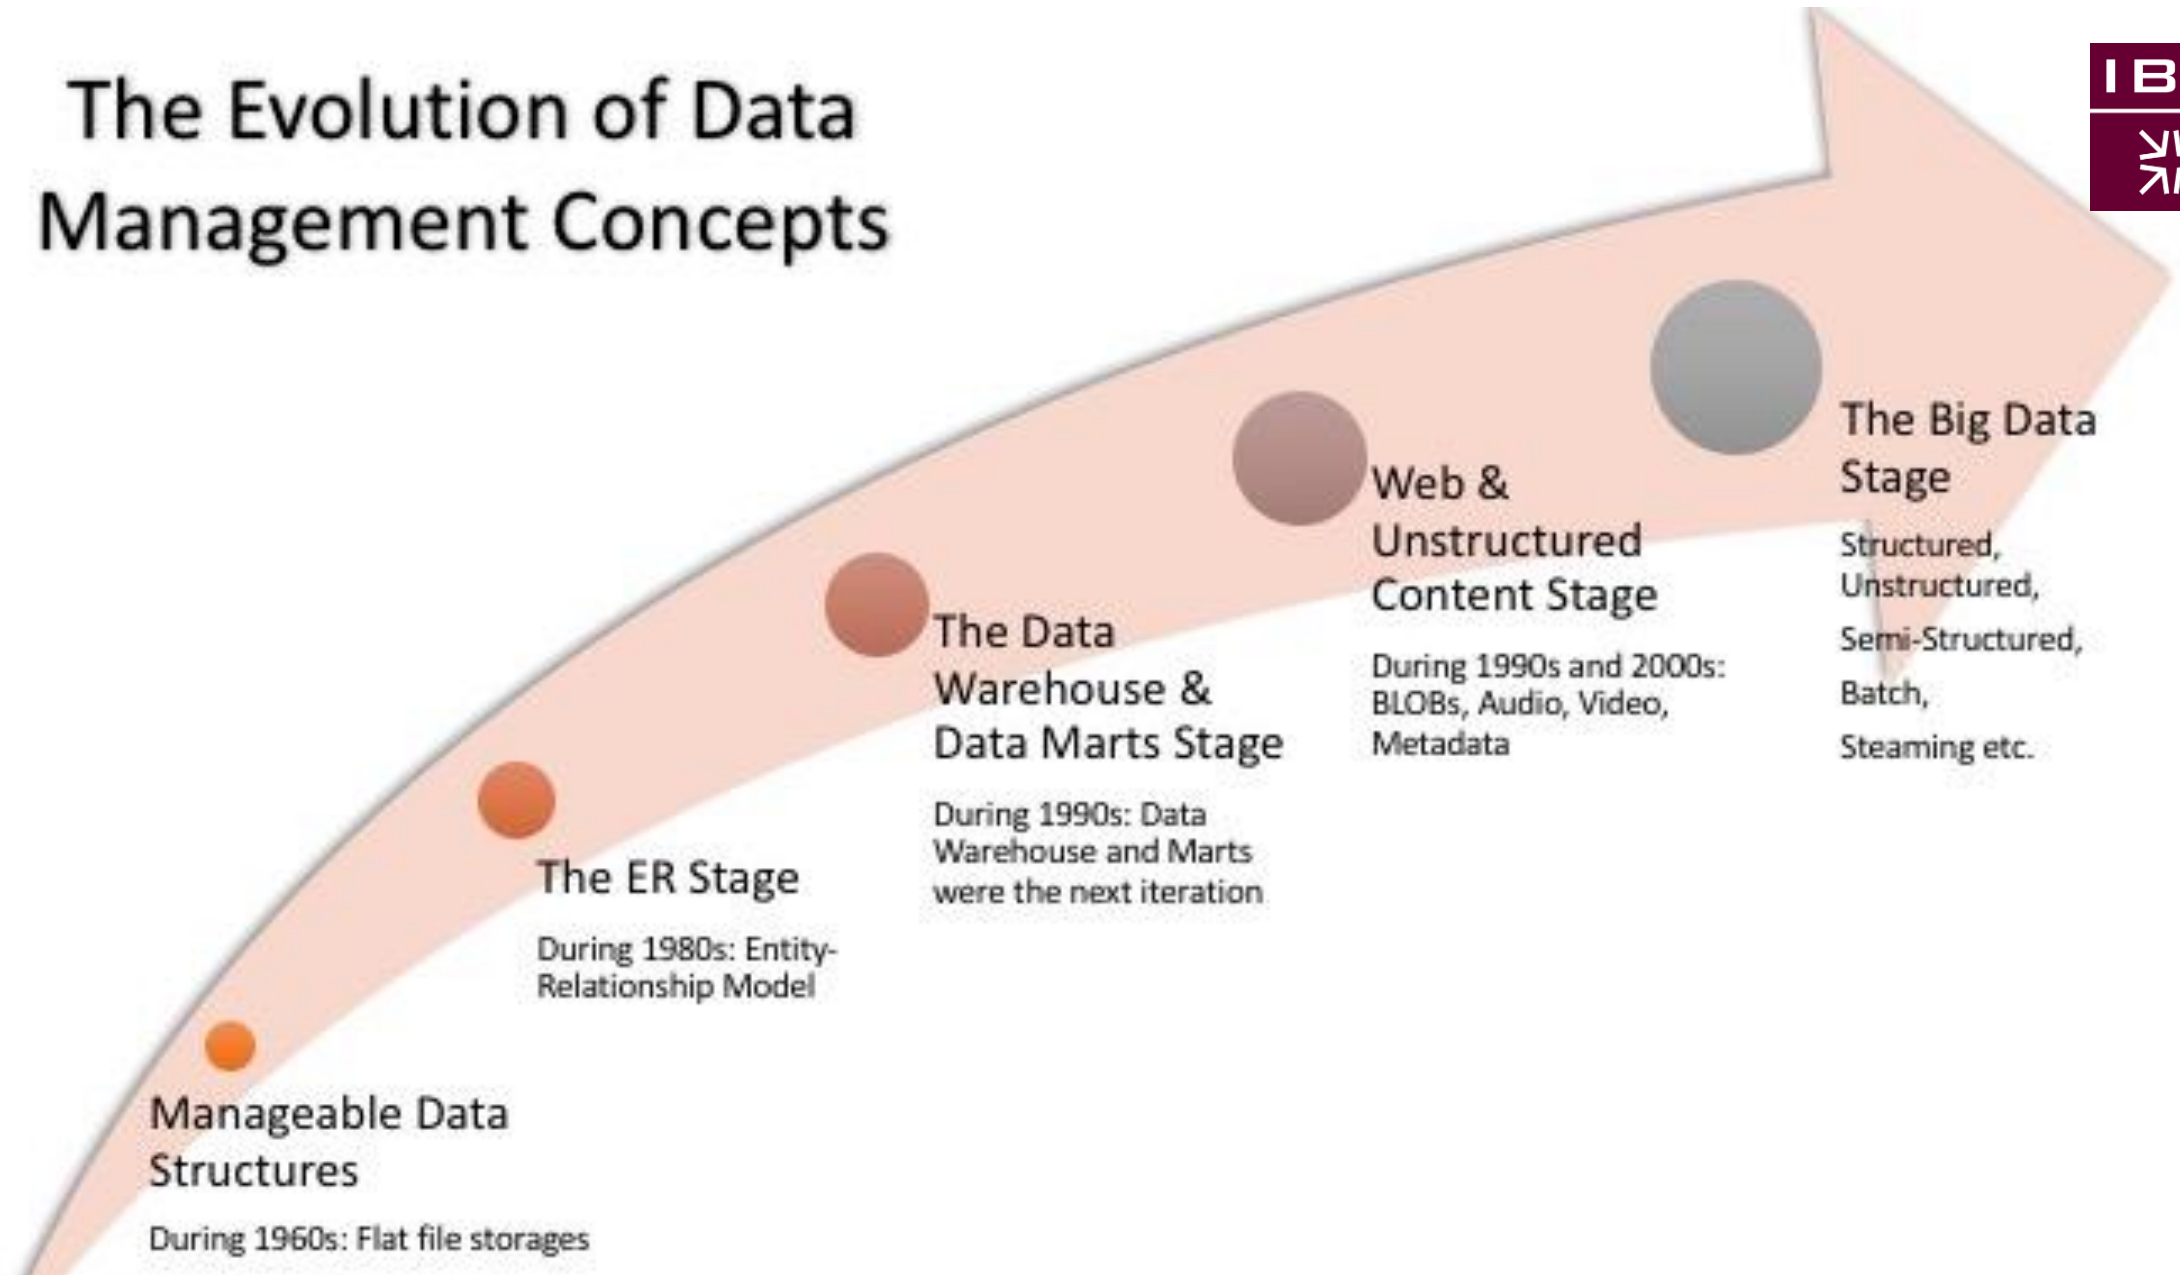 The Evolution of Data
Management Concepts
IB
The Big Data
Stage
Structured,
Unstructured,
Semi-Structured,
Batch,
Steaming etc.
Web &
Unstructured
Content Stage
During 1990s and 2000s:
BLOBs, Audio, Video,
Metadata
The Data
Warehouse &
Data Marts Stage
During 1990s: Data
Warehouse and Marts
were the next iteration
The ER Stage
During 1980s: Entity-
Relationship Model
Manageable Data
Structures
During 1960s: Flat file storages